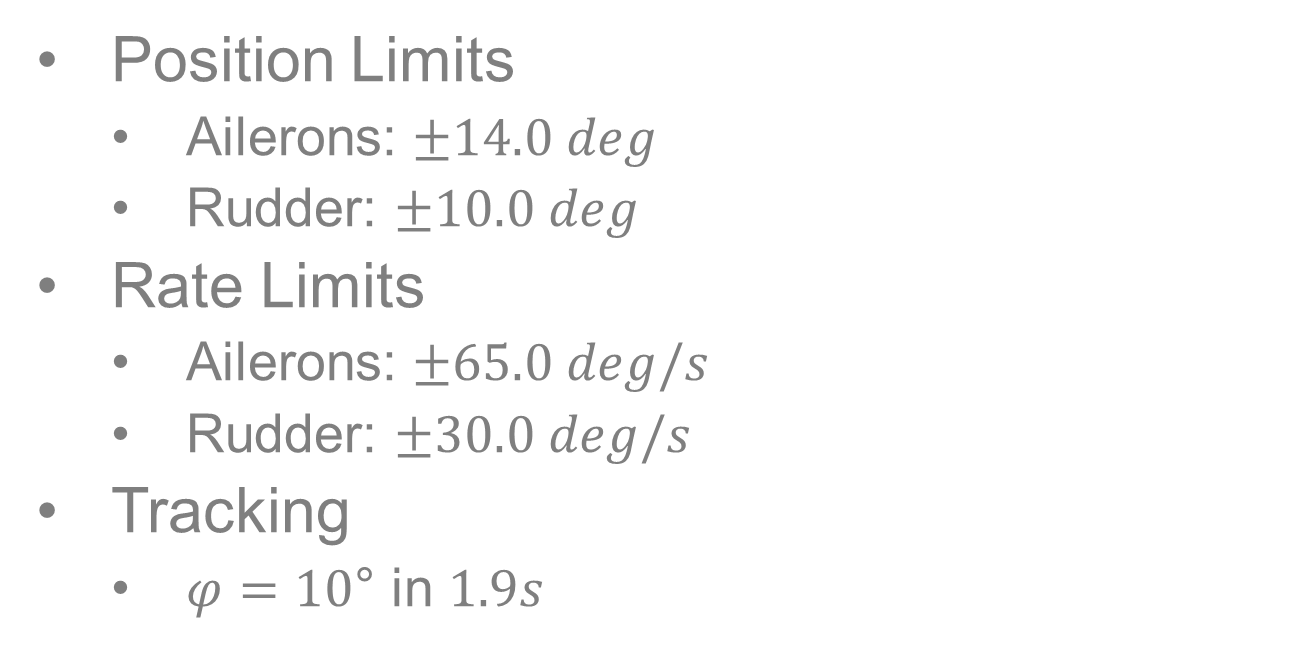 • Position Limits
• Ailerons: ±14.0 deg
• Rudder: ±10.0 deg
• Rate Limits
• Ailerons: ±65.0 deg/s
• Rudder: ±30.0 deg/s
• Tracking
• φ = 10° in 1.9s